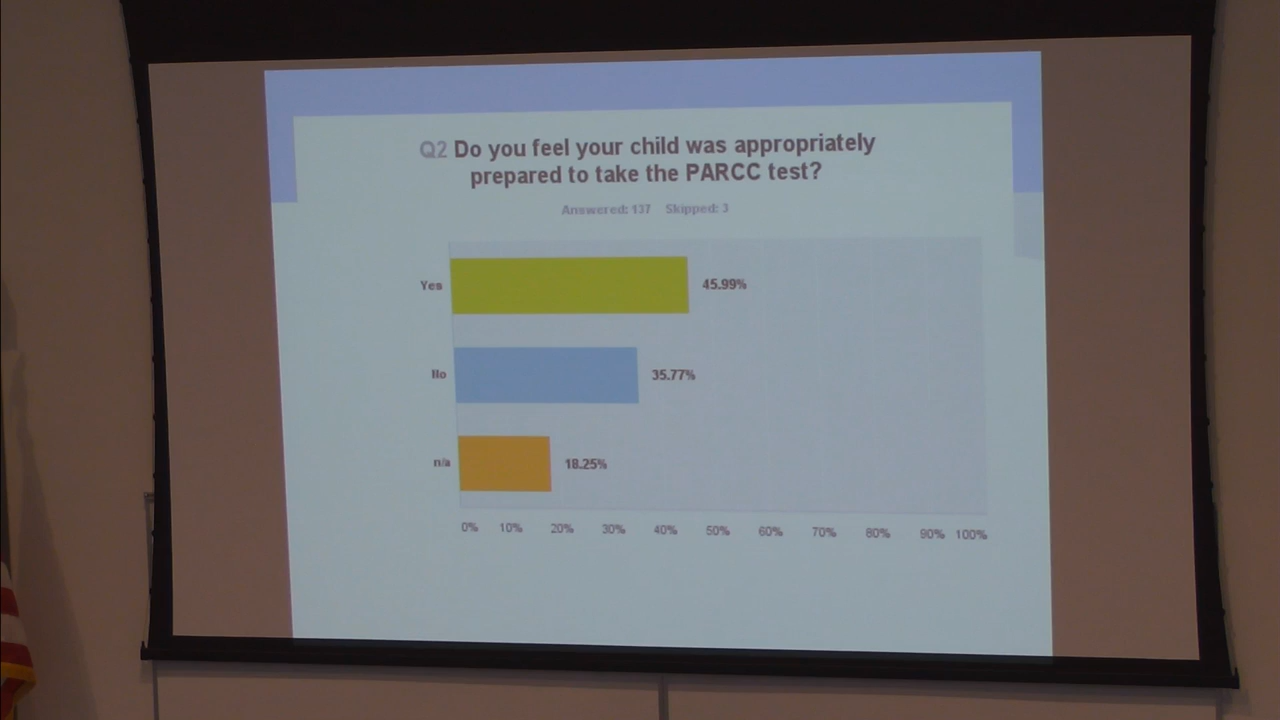 Q2 Do you feel your child was appropriately
prepared to take the PARCC test?
Answered: 137 Skipped: 3
Yes 45.99%
No 35.77%
n/a 18.25%
0% 10% 20% 30% 40% 50% 60% 70% 80% 90% 100%